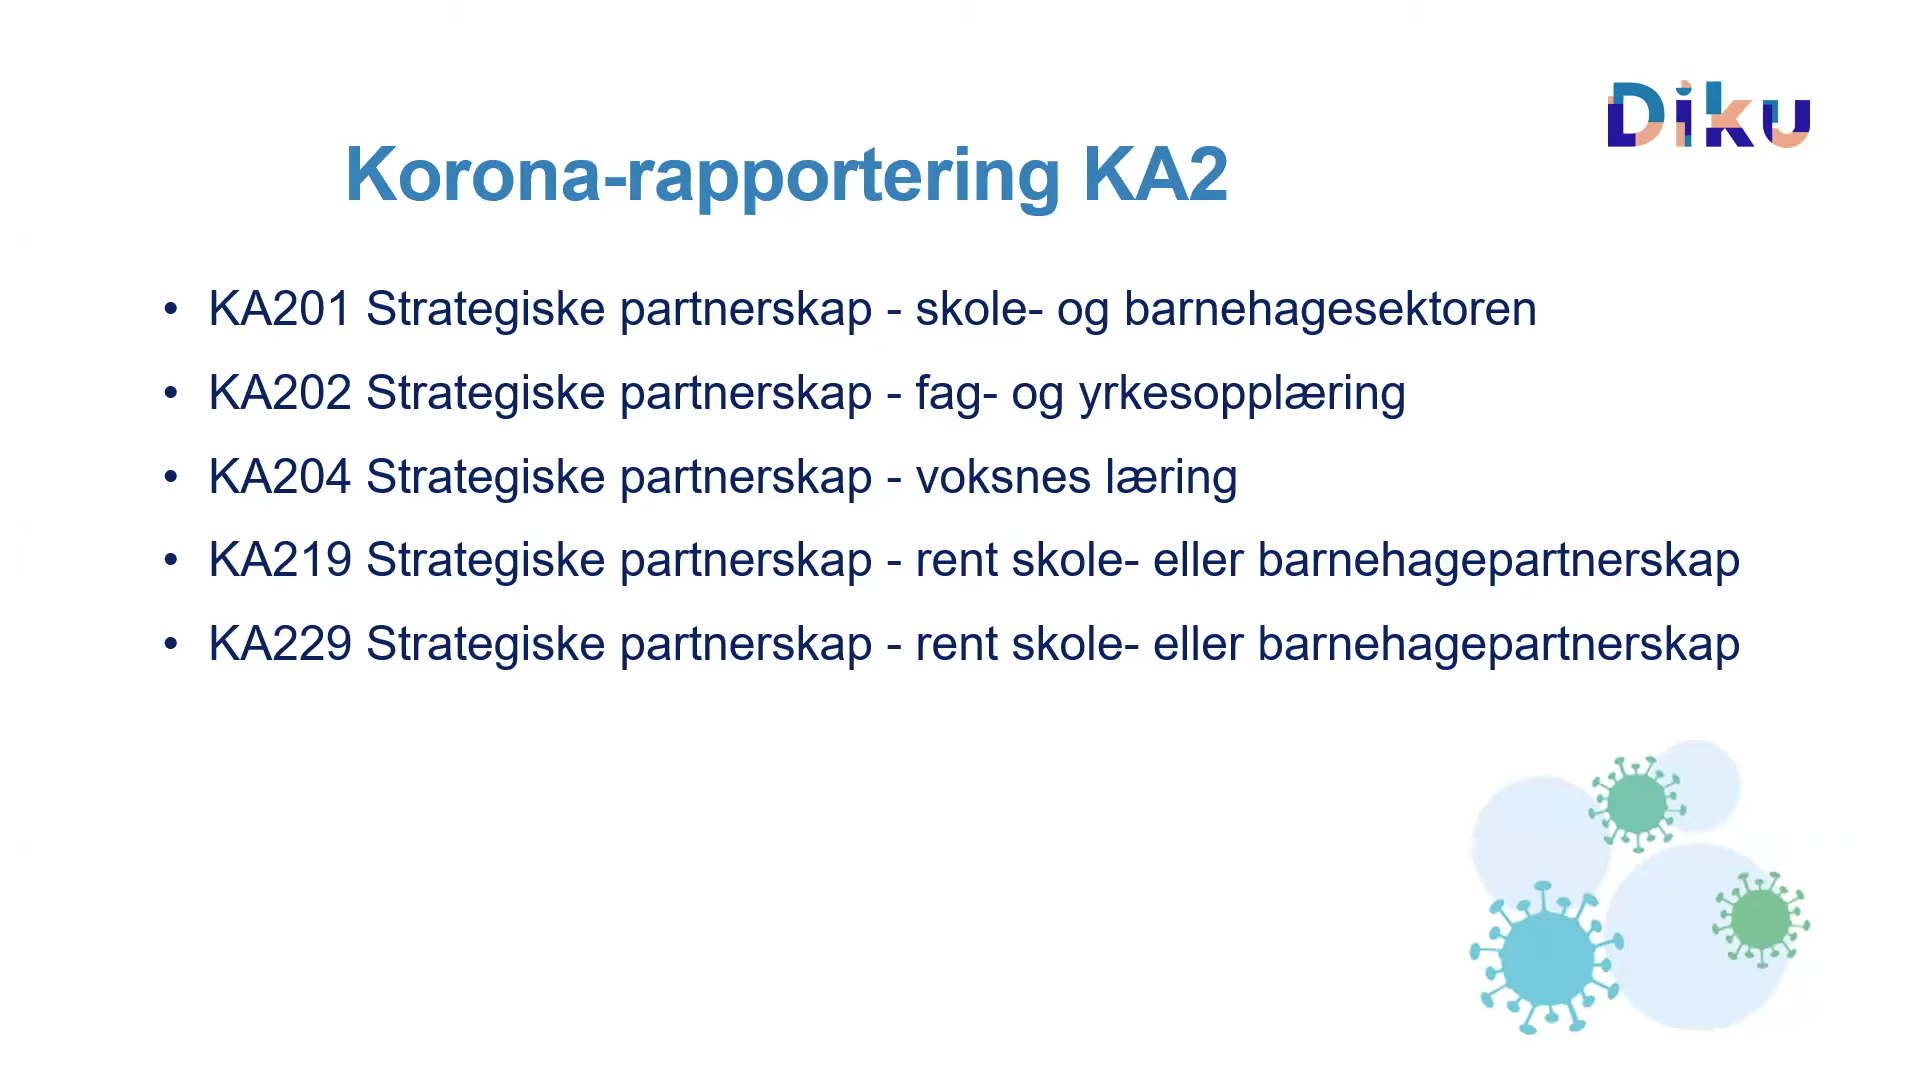 Diku
Korona-rapportering KA2
• KA201 Strategiske partnerskap - skole- og barnehagesektoren
• KA202 Strategiske partnerskap - fag- og yrkesopplæring
• KA204 Strategiske partnerskap - voksnes læring
• KA219 Strategiske partnerskap - rent skole- eller barnehagepartnerskap
• KA229 Strategiske partnerskap - rent skole- eller barnehagepartnerskap